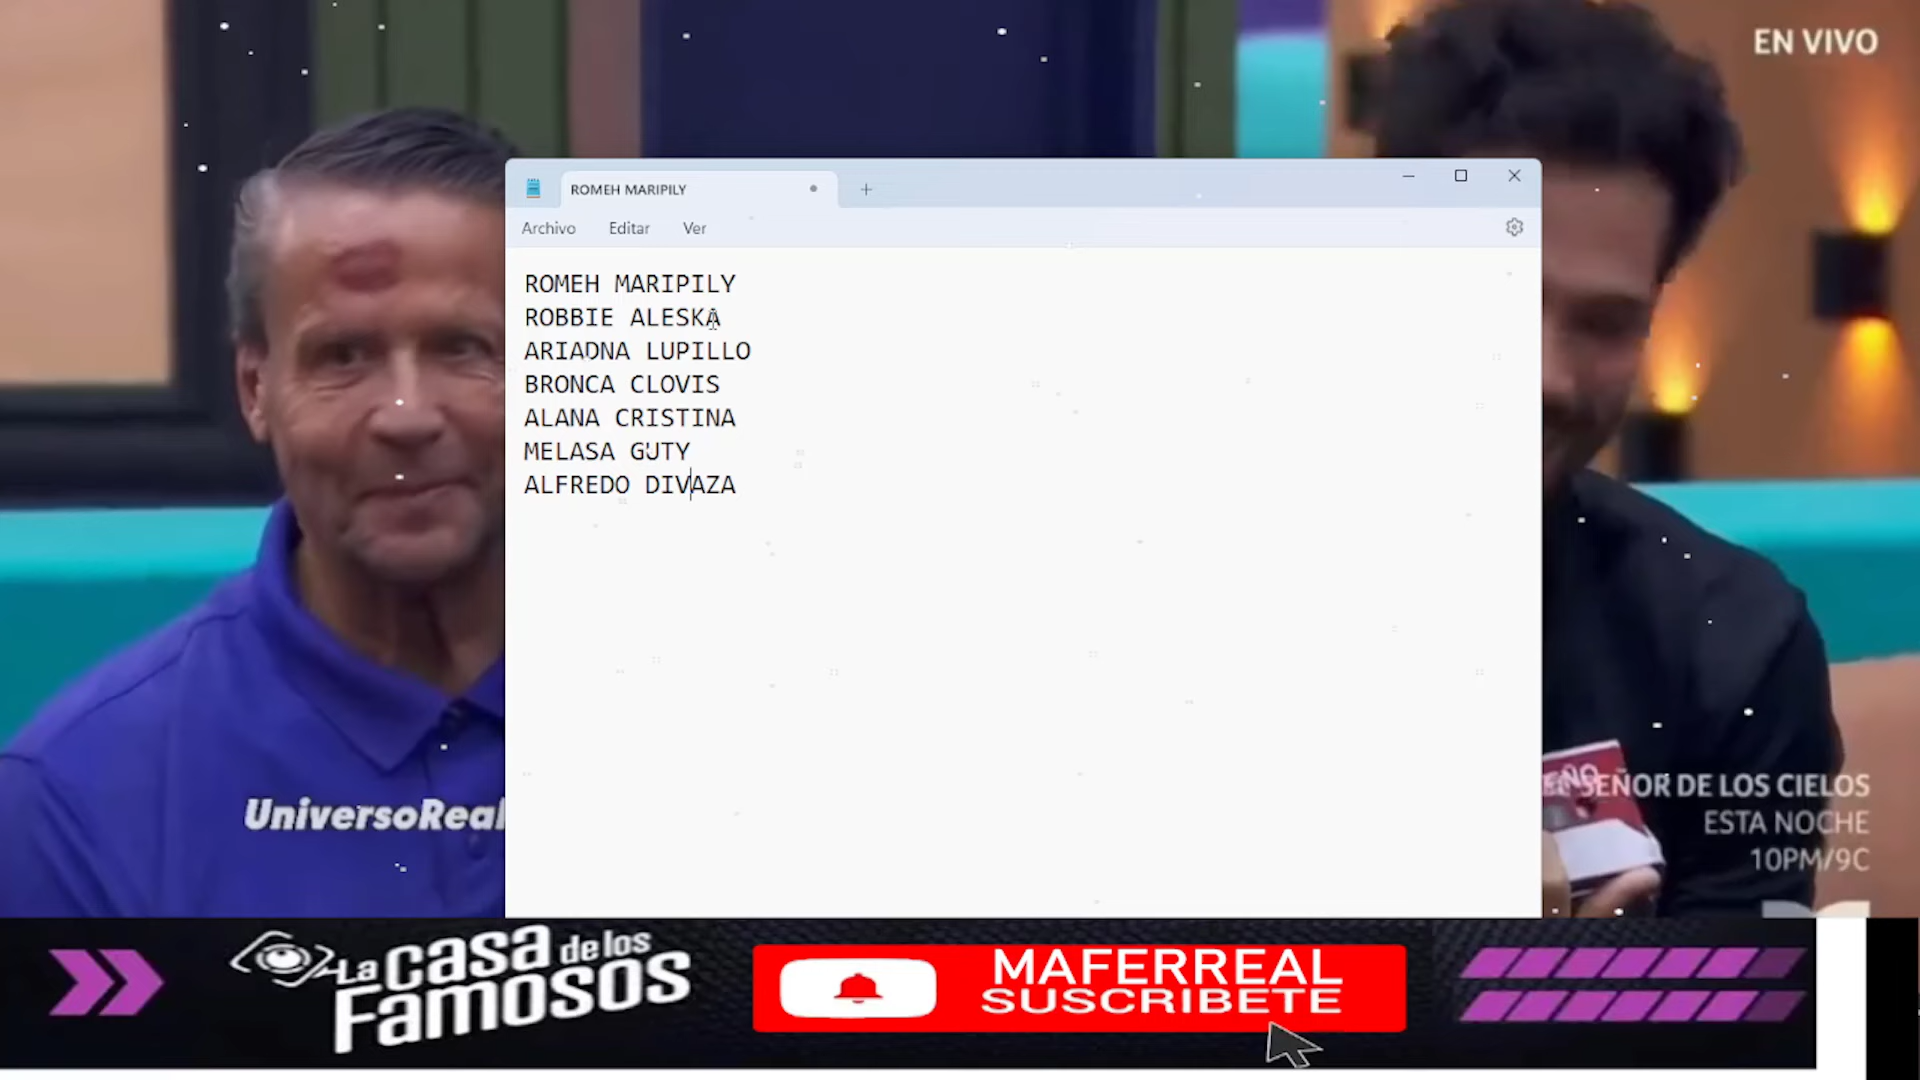 EN VIVO
ROMEH MARIPILY
Archivo Editar Ver
ROMEH MARIPILY
ROBBIE ALESKA
ARIADNA LUPILLO
BRONCA CLOVIS
ALANA CRISTINA
MELASA GUTY
ALFREDO DIVAZA
UniversoReal
EL SEÑOR DE LOS CIELOS
ESTA NOCHE
10PM/9C
La casa de los
Famosos
MAFERREAL
SUSCRIBETE